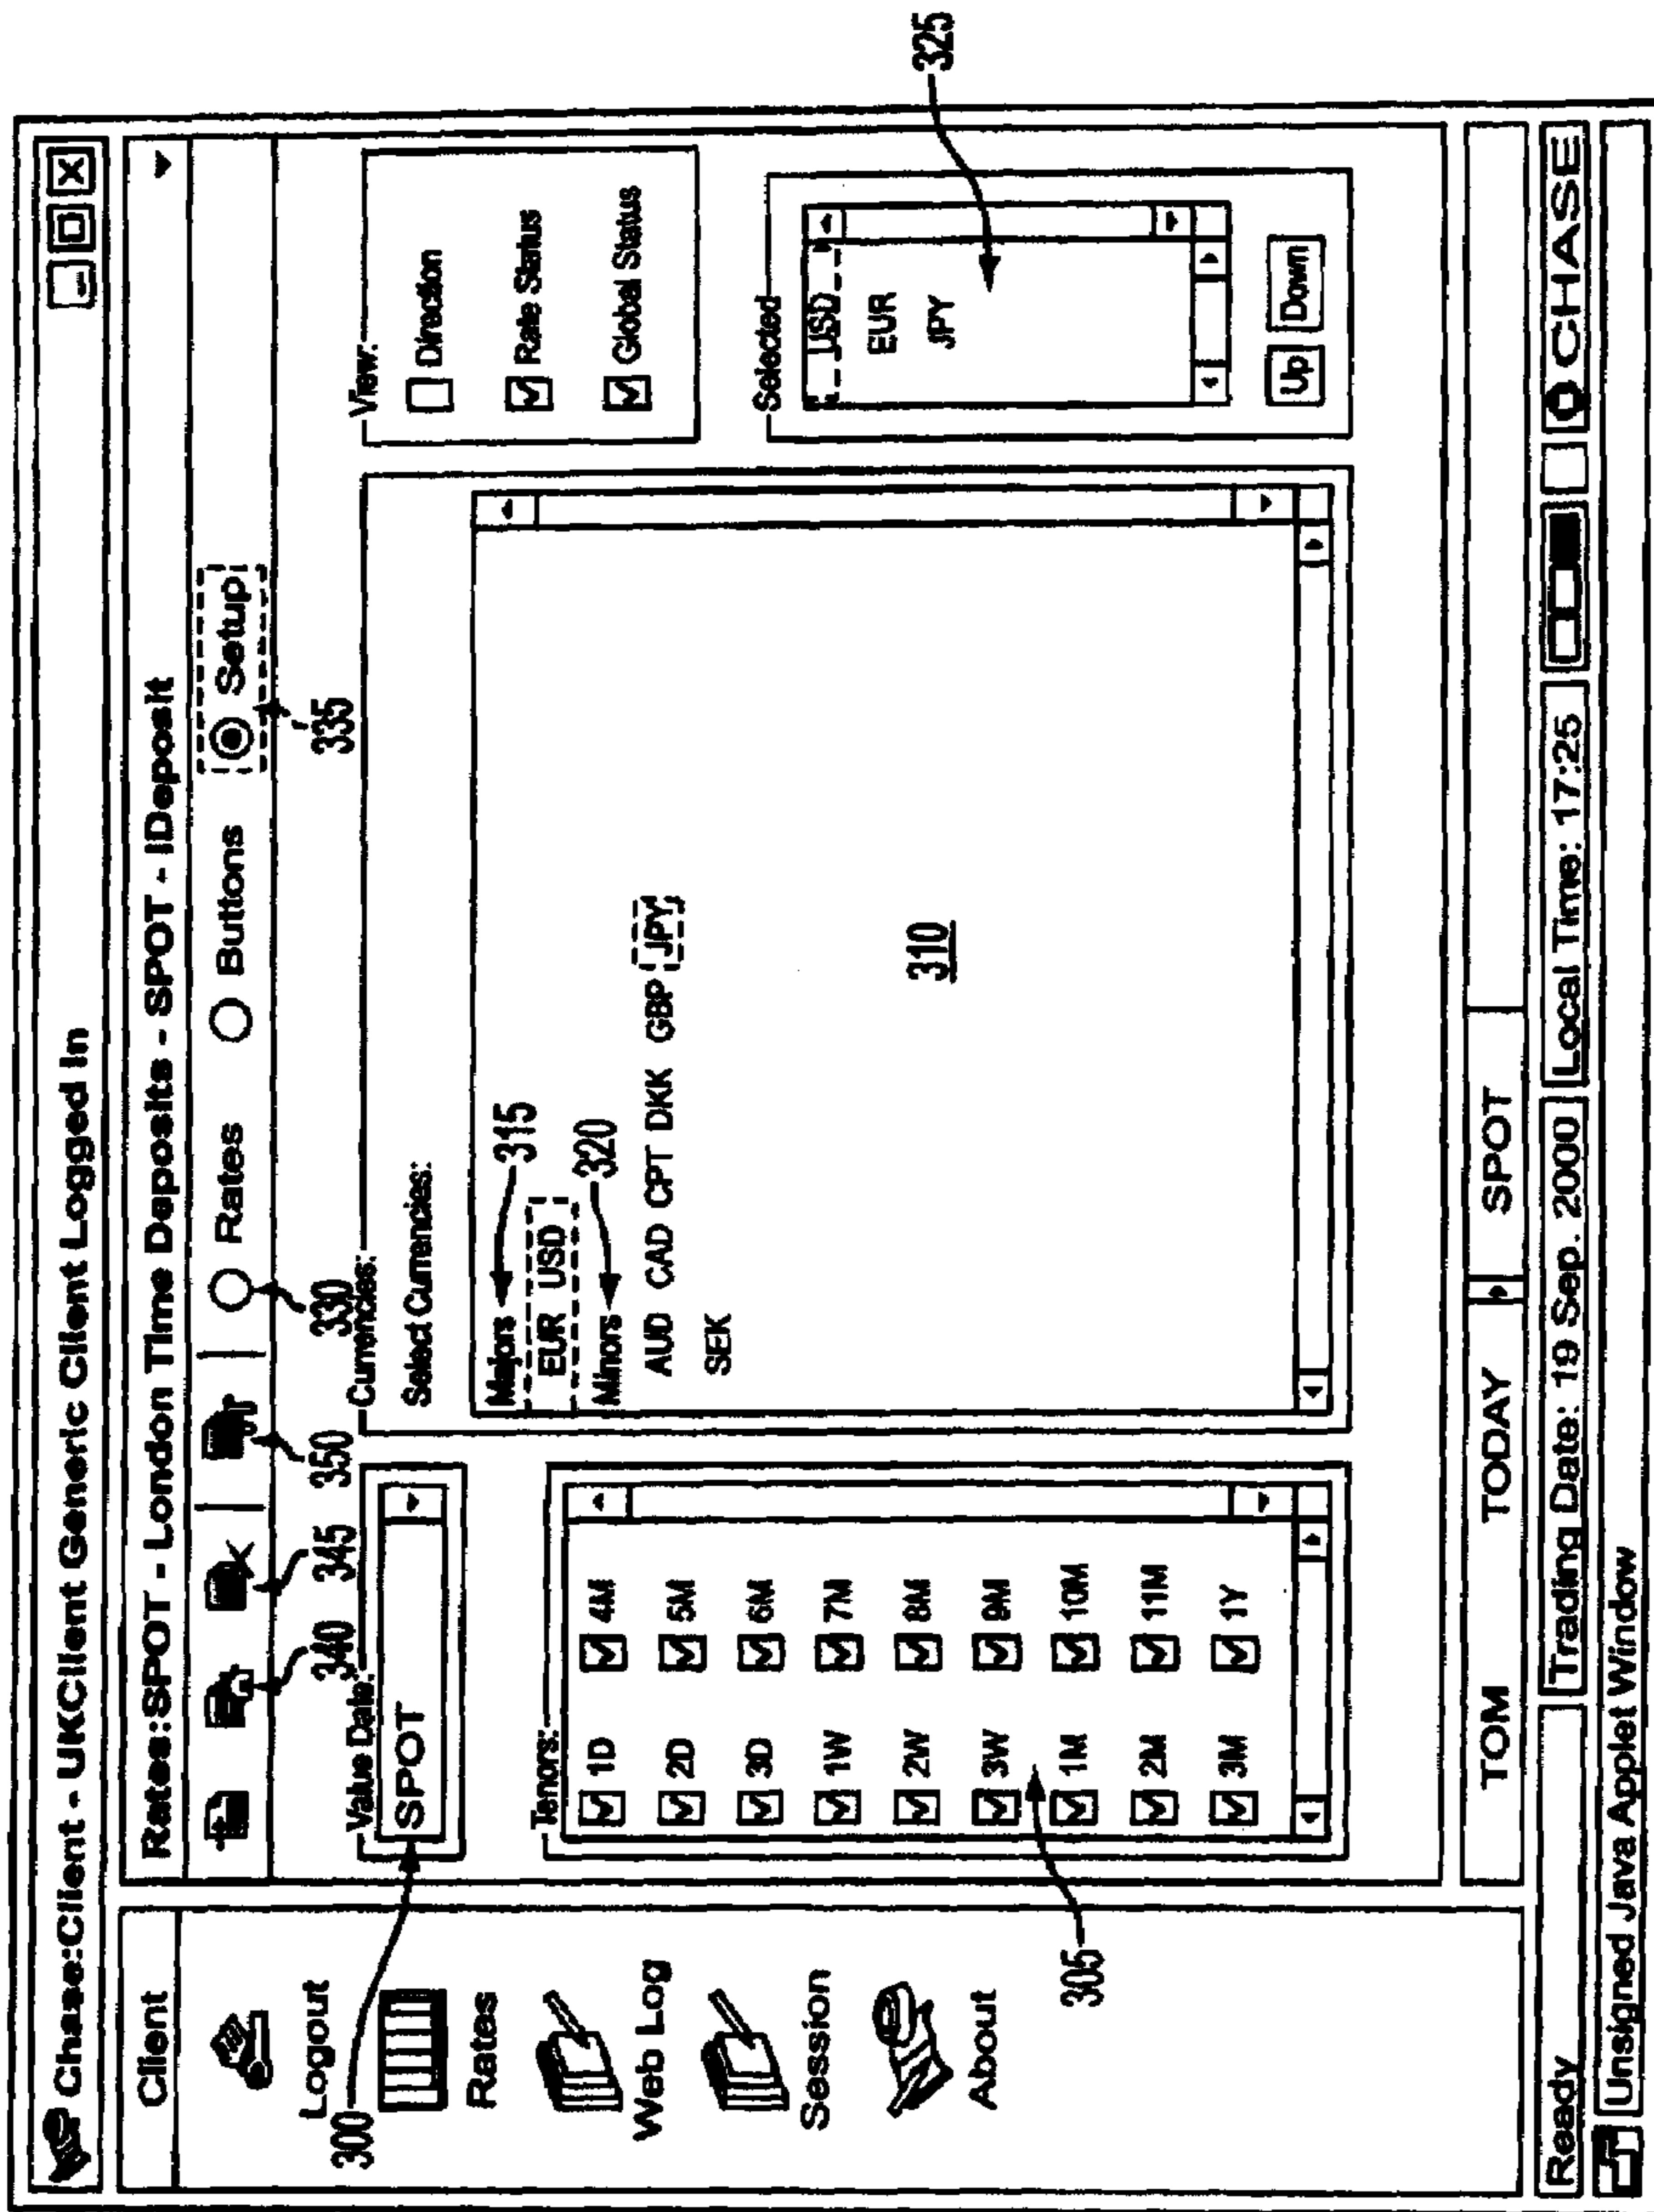 Chase:Client - UKClient Generic Client Logged In
Client
Logout
Rates
Web Log
Session
About
300
305
Rates:SPOT - London Time Deposits - SPOT - IDeposit
Rates
Buttons
Setup
340
345
350
330
335
Value Date:
SPOT
Tenors:
1D 4M
2D 5M
3D 6M
1W 7M
2W 8M
3W 9M
1M 10M
2M 11M
3M 1Y
Currencies:
Select Currencies:
Majors
315
EUR USD
Minors
320
AUD CAD CPT DKK GBP JPY
SEK
310
View:
Direction
Rate Status
Global Status
Selected
USD
EUR
JPY
325
Up Down
TOM TODAY SPOT
Ready Trading Date: 19 Sep. 2000 Local Time: 17:25 CHASE
Unsigned Java Applet Window